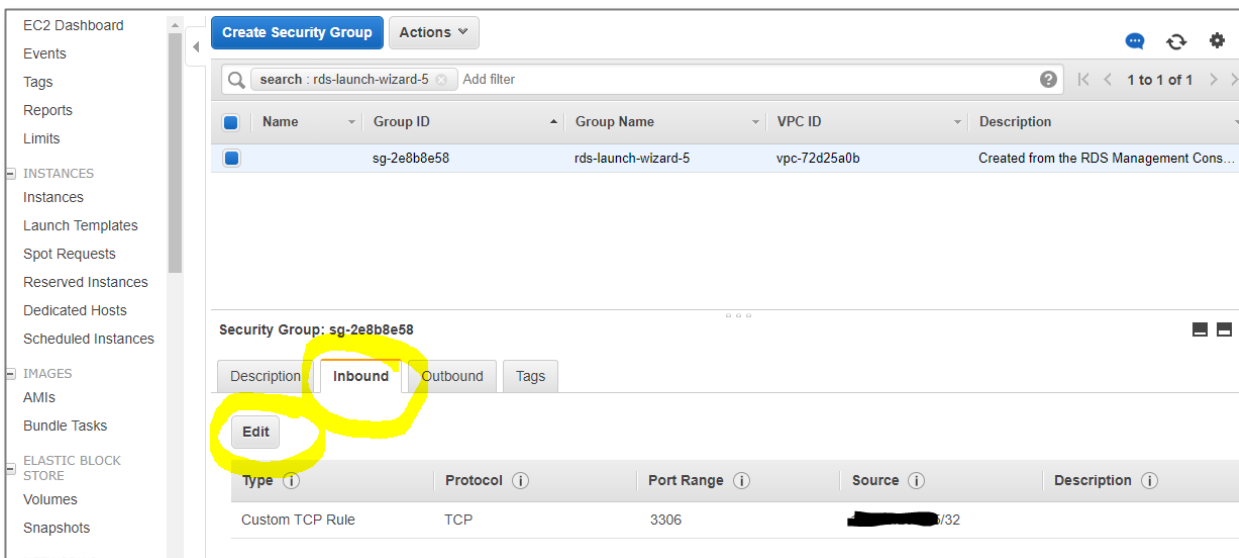 EC2 Dashboard
Events
Tags
Reports
Limits
INSTANCES
Instances
Launch Templates
Spot Requests
Reserved Instances
Dedicated Hosts
Scheduled Instances
IMAGES
AMIs
Bundle Tasks
ELASTIC BLOCK
STORE
Volumes
Snapshots
Create Security Group Actions
search : rds-launch-wizard-5 Add filter 1 to 1 of 1
Name Group ID Group Name VPC ID Description
sg-2e8b8e58 rds-launch-wizard-5 vpc-72d25a0b Created from the RDS Management Cons...
Security Group: sg-2e8b8e58
Description Inbound Outbound Tags
Edit
Type Protocol Port Range Source Description
Custom TCP Rule TCP 3306 /32